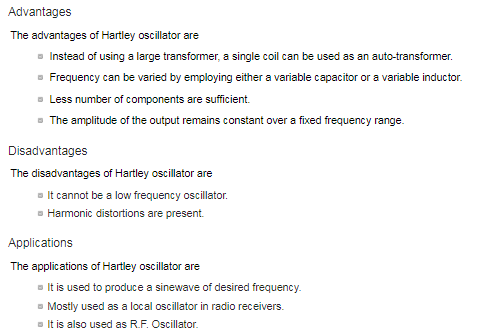 Advantages
The advantages of Hartley oscillator are
Instead of using a large transformer, a single coil can be used as an auto-transformer.
Frequency can be varied by employing either a variable capacitor or a variable inductor.
Less number of components are sufficient.
The amplitude of the output remains constant over a fixed frequency range.
Disadvantages
The disadvantages of Hartley oscillator are
It cannot be a low frequency oscillator.
Harmonic distortions are present.
Applications
The applications of Hartley oscillator are
It is used to produce a sinewave of desired frequency.
Mostly used as a local oscillator in radio receivers.
It is also used as R.F. Oscillator.